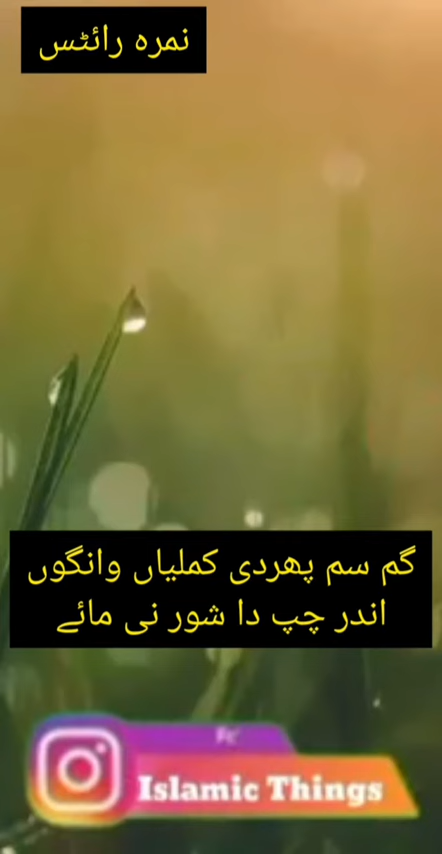 نمرہ رائٹس
گم سم پھردی کملیاں وانگوں
اندر چپ دا شور نی مائے
Islamic Things